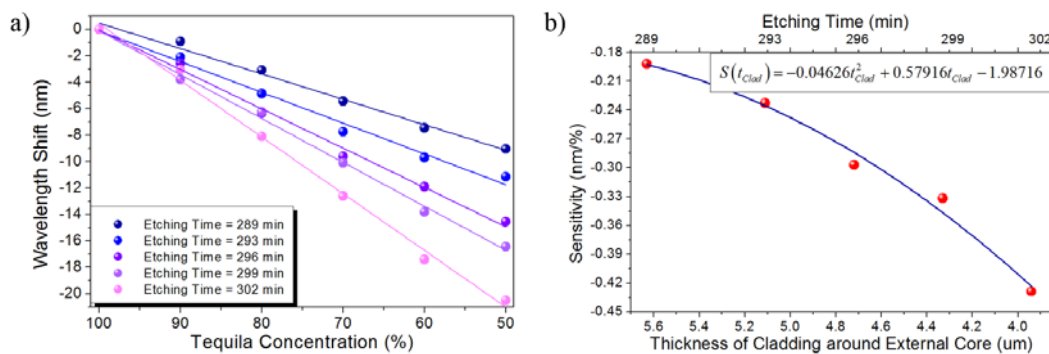 a)
0
-2
-4
-6
-8
-10
-12
-14
-16
-18
-20
Wavelength Shift (nm)
Etching Time = 289 min
Etching Time = 293 min
Etching Time = 296 min
Etching Time = 299 min
Etching Time = 302 min
100 90 80 70 60 50
Tequila Concentration (%)
b)
Etching Time (min)
289 293 296 299 302
-0.18
-0.21
-0.24
-0.27
-0.30
-0.33
-0.36
-0.39
-0.42
-0.45
Sensitivity (nm/%)
S(t_Clad) = -0.04626t²_Clad + 0.57916t_Clad - 1.98716
5.6 5.2 5.0 4.8 4.6 4.4 4.2 4.0
Thickness of Cladding around External Core (um)